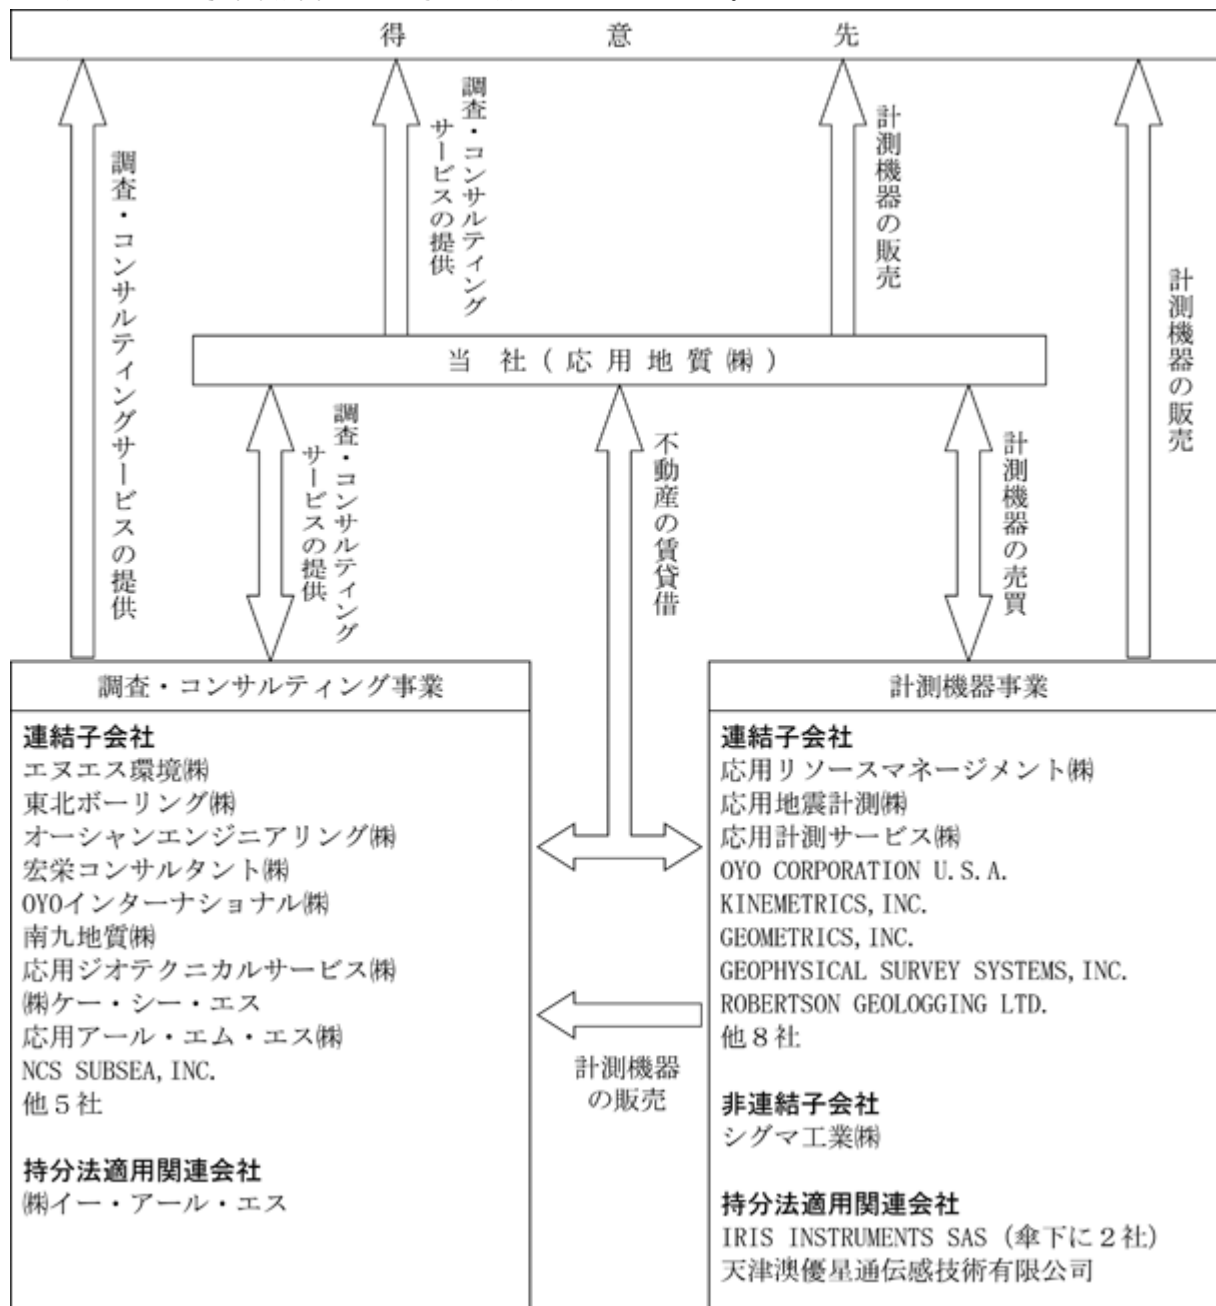 得意先
調査・コンサルティングサービスの提供
調査・コンサルティング
サービスの提供
計測機器の販売
計測機器の販売
当社(応用地質㈱)
調査・コンサルティング
サービスの提供
不動産の賃貸借
計測機器の売買
調査・コンサルティング事業
連結子会社
エヌエス環境㈱
東北ボーリング㈱
オーシャンエンジニアリング㈱
宏栄コンサルタント㈱
OYOインターナショナル㈱
南九地質㈱
応用ジオテクニカルサービス㈱
㈱ケー・シー・エス
応用アール・エム・エス㈱
NCS SUBSEA,INC.
他5社
持分法適用関連会社
㈱イー・アール・エス
計測機器
の販売
計測機器事業
連結子会社
応用リソースマネージメント㈱
応用地震計測㈱
応用計測サービス㈱
OYO CORPORATION U.S.A.
KINEMETRICS,INC.
GEOMETRICS,INC.
GEOPHYSICAL SURVEY SYSTEMS,INC.
ROBERTSON GEOLOGGING LTD.
他8社
非連結子会社
シグマ工業㈱
持分法適用関連会社
IRIS INSTRUMENTS SAS (傘下に2社)
天津澳優星通伝感技術有限公司